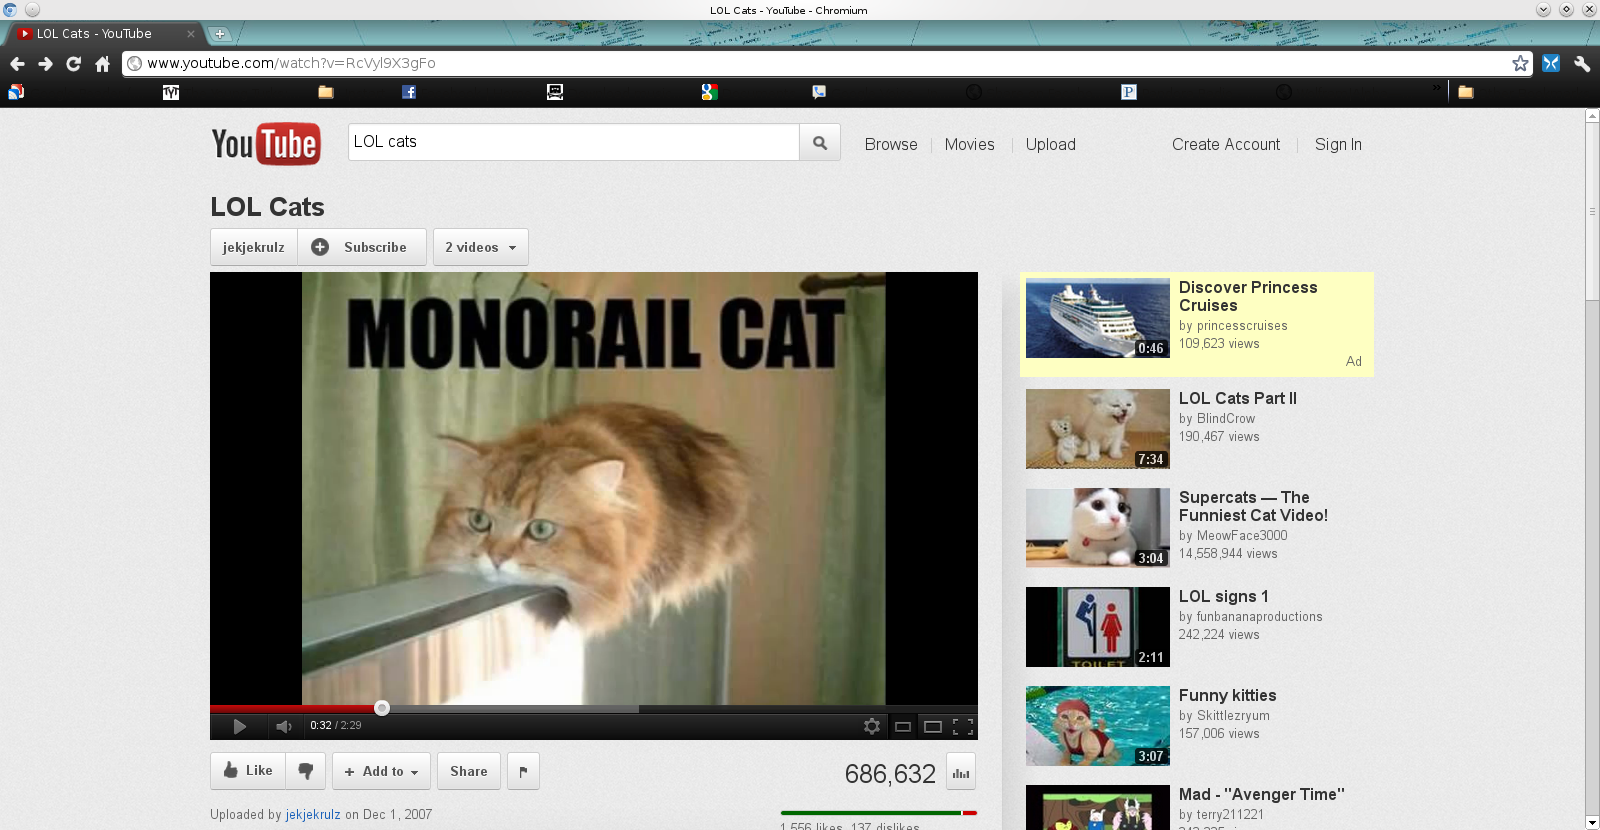 LOL Cats - YouTube - Chromium
LOL Cats - YouTube
www.youtube.com/watch?v=RcVyl9X3gFo
TYT
YouTube
LOL cats
Browse
Movies
Upload
Create Account
Sign In
LOL Cats
jekjekrulz
Subscribe
2 videos
MONORAIL CAT
0:32 / 2:29
Like
Add to
Share
686,632
Uploaded by jekjekrulz on Dec 1, 2007
1,556 likes, 137 dislikes
0:46
Discover Princess
Cruises
by princesscruises
109,623 views
Ad
7:34
LOL Cats Part II
by BlindCrow
190,467 views
3:04
Supercats — The
Funniest Cat Video!
by MeowFace3000
14,558,944 views
TOILET
2:11
LOL signs 1
by funbananaproductions
242,224 views
3:07
Funny kitties
by Skittlezryum
157,006 views
Mad - "Avenger Time"
by terry211221